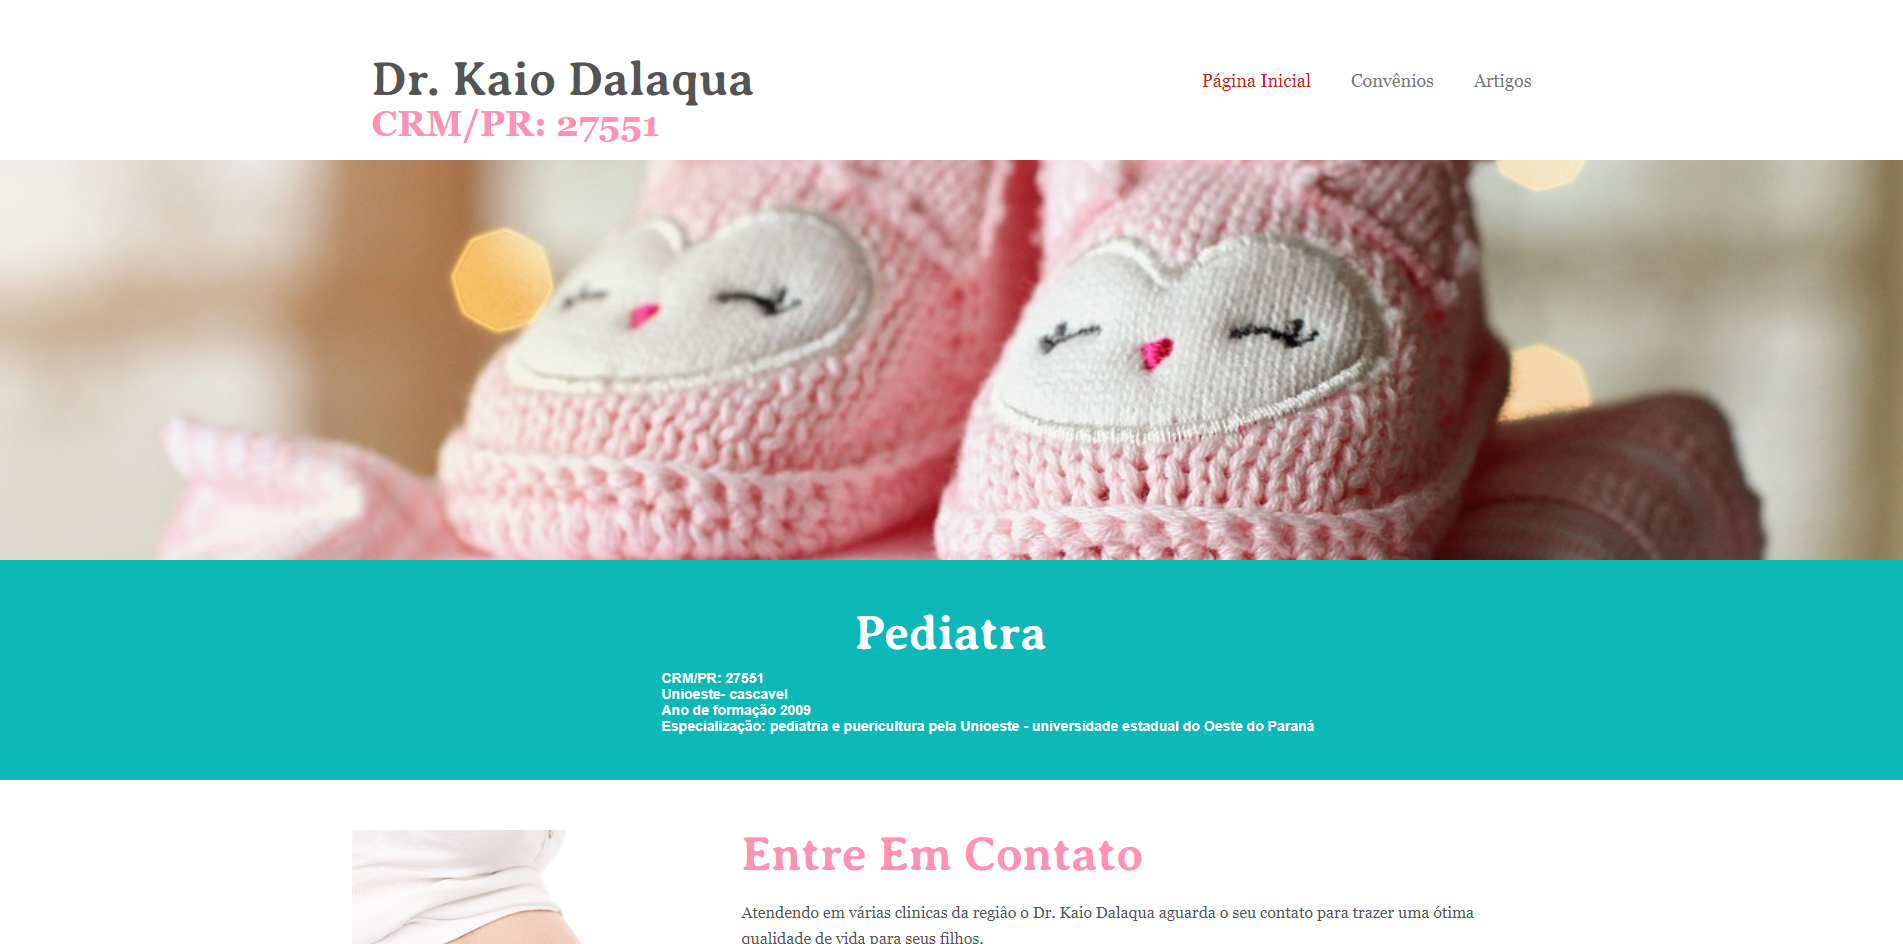 Dr. Kaio Dalaqua
CRM/PR: 27551
Página Inicial
Convênios
Artigos
Pediatra
CRM/PR: 27551
Unioeste- cascavel
Ano de formação 2009
Especialização: pediatria e puericultura pela Unioeste - universidade estadual do Oeste do Paraná
Entre Em Contato
Atendendo em várias clinicas da regiâo o Dr. Kaio Dalaqua aguarda o seu contato para trazer uma ótima
qualidade de vida para seus filhos.